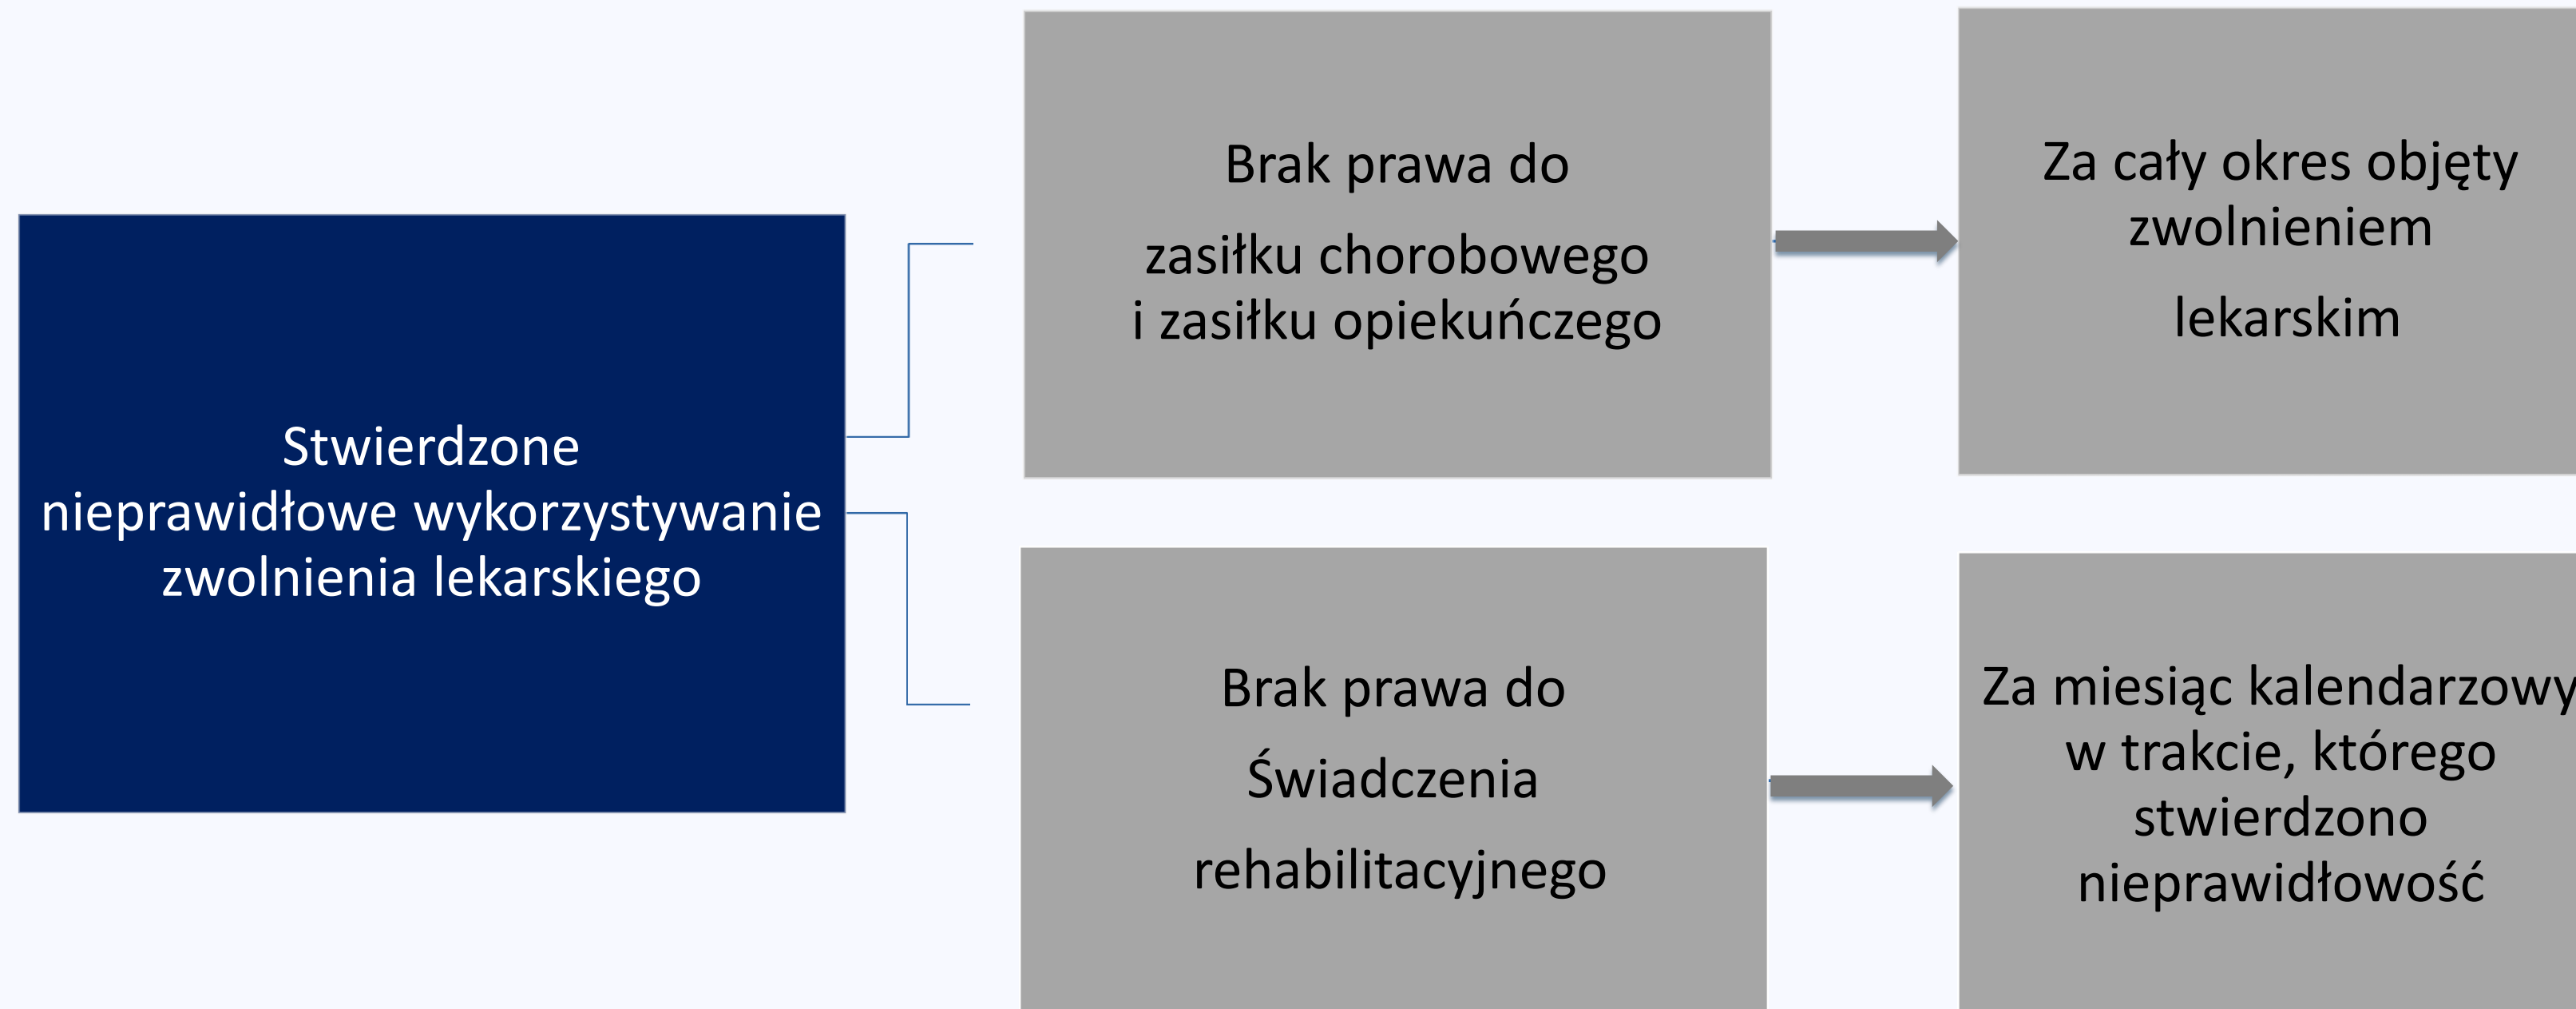 Stwierdzone
nieprawidłowe wykorzystywanie
zwolnienia lekarskiego
Brak prawa do
zasiłku chorobowego
i zasiłku opiekuńczego
Za cały okres objęty
zwolnieniem
lekarskim
Brak prawa do
Świadczenia
rehabilitacyjnego
Za miesiąc kalendarzowy
w trakcie, którego
stwierdzono
nieprawidłowość